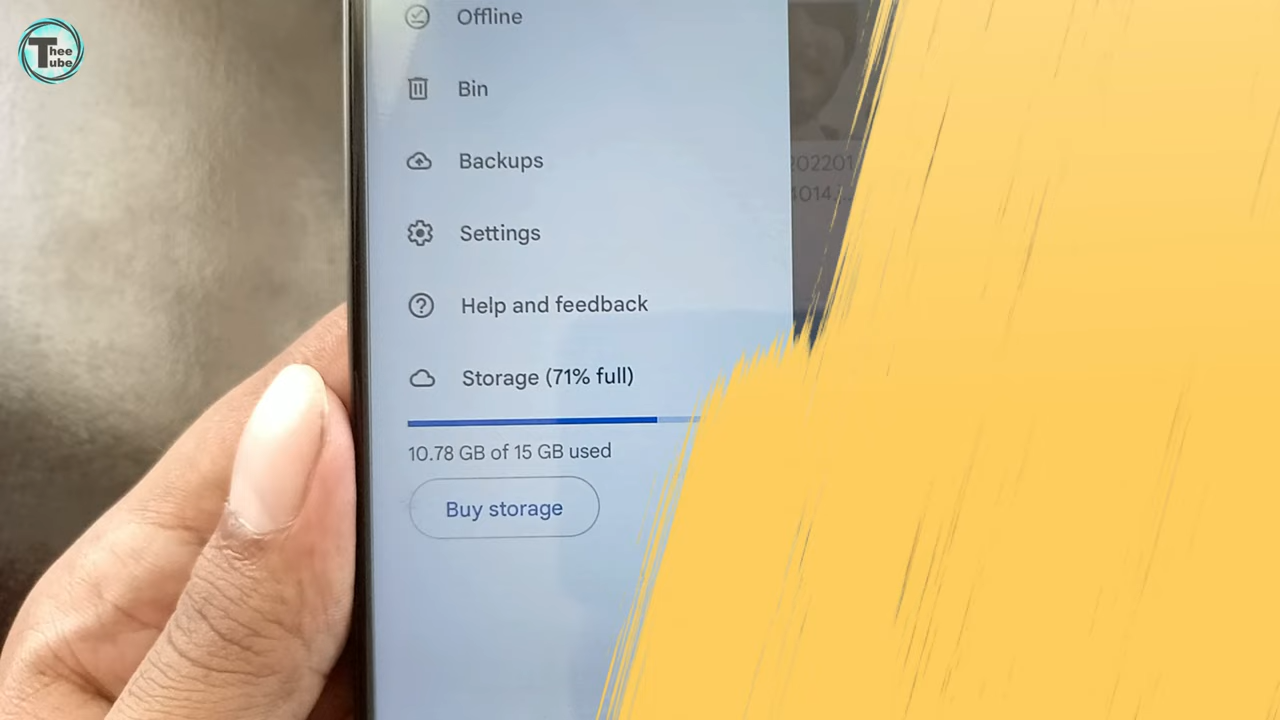 Thee
Tube
Offline
Bin
Backups
Settings
Help and feedback
Storage (71% full)
10.78 GB of 15 GB used
Buy storage